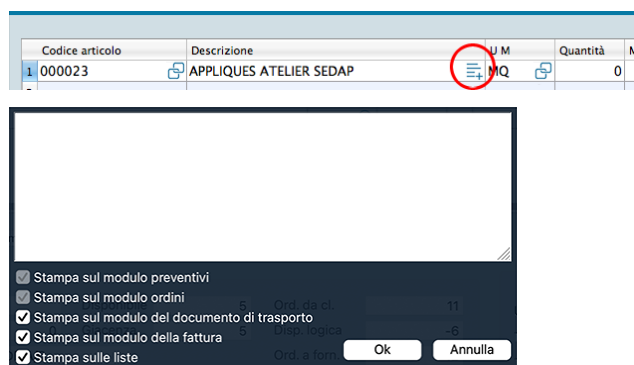 Codice articolo Descrizione U M Quantità
1 000023 APPLIQUES ATELIER SEDAP MQ 0
Stampa sul modulo preventivi
Stampa sul modulo ordini
5 Ord. da cl. 11
Stampa sul modulo del documento di trasporto
Stampa sul modulo della fattura
5 Disp. logica -6
Stampa sulle liste
Ord. a forn.
Ok Annulla